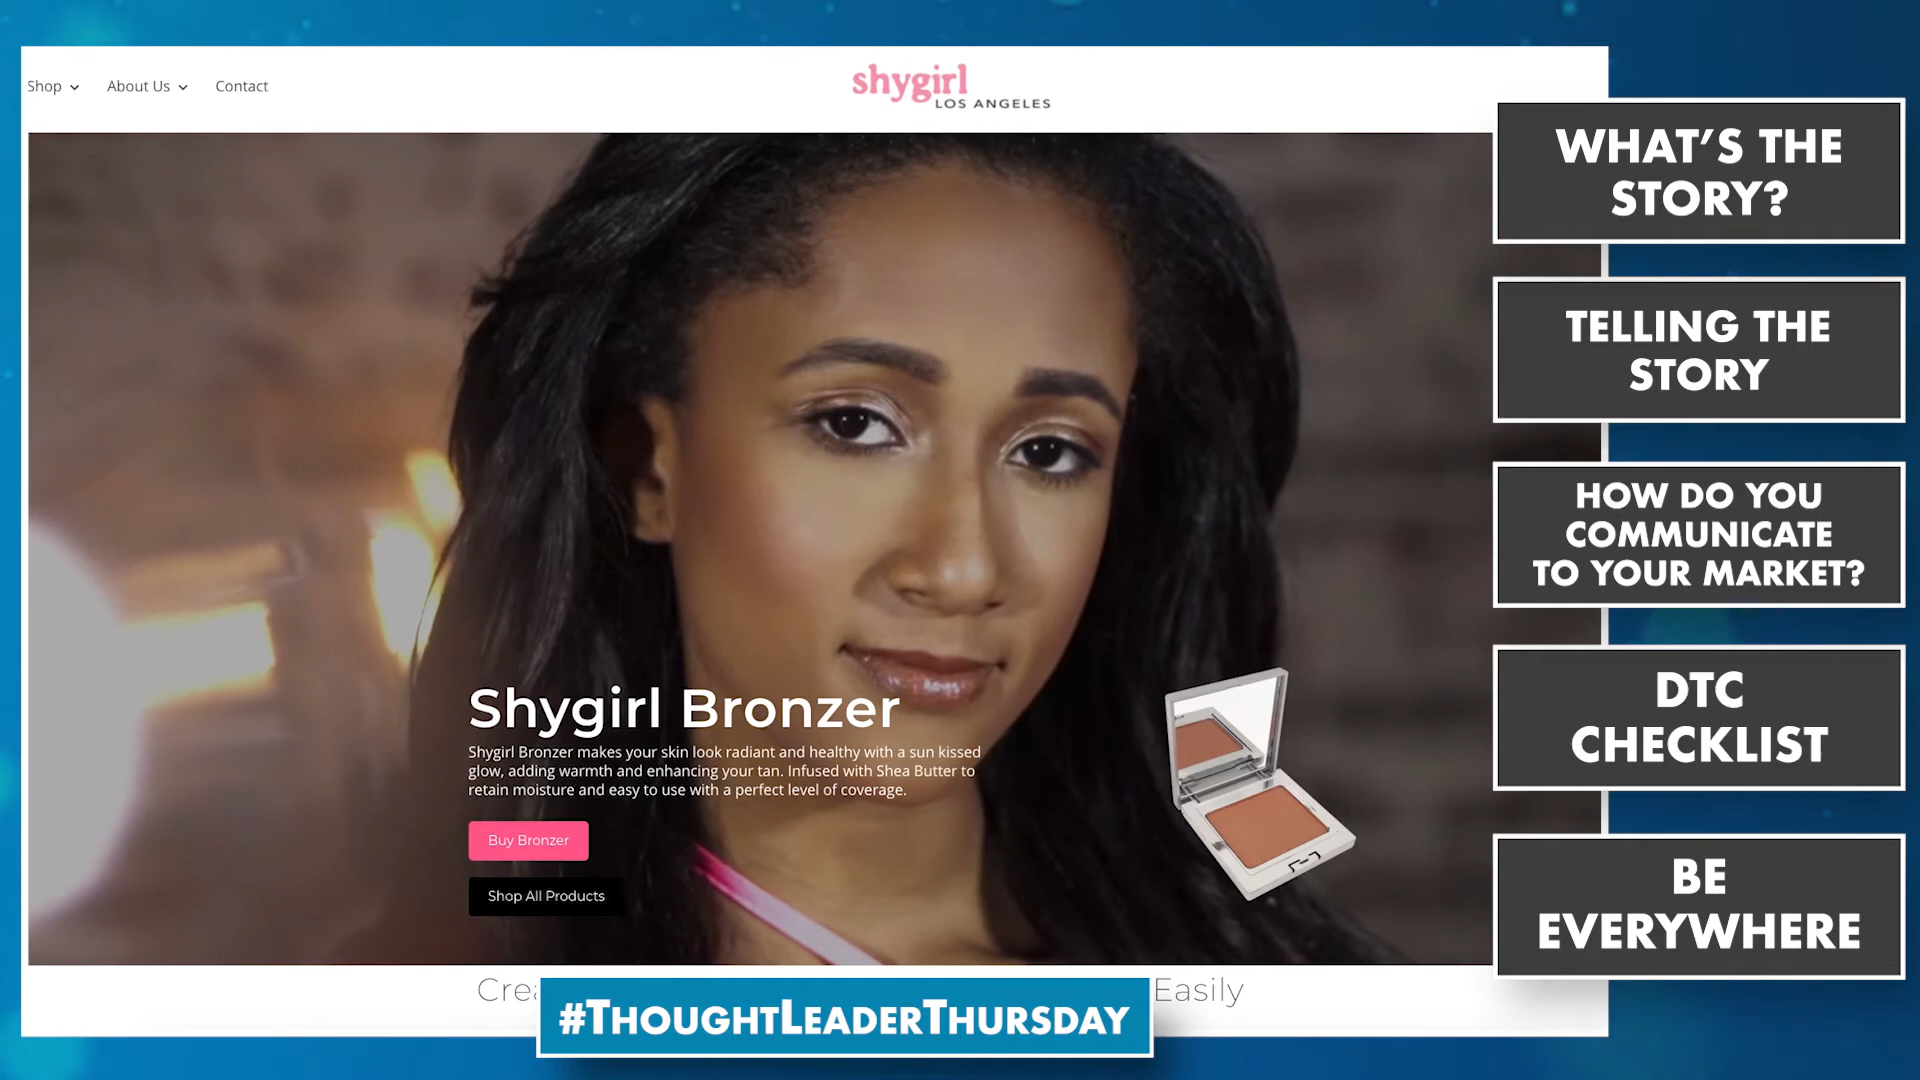 Shop
About Us
Contact
shygirl
LOS ANGELES
Shygirl Bronzer
Shygirl Bronzer makes your skin look radiant and healthy with a sun kissed
glow, adding warmth and enhancing your tan. Infused with Shea Butter to
retain moisture and easy to use with a perfect level of coverage.
Buy Bronzer
Shop All Products
Easily
#THOUGHTLEADERTHURSDAY
WHAT’S THE
STORY?
TELLING THE
STORY
HOW DO YOU
COMMUNICATE
TO YOUR MARKET?
DTC
CHECKLIST
BE
EVERYWHERE